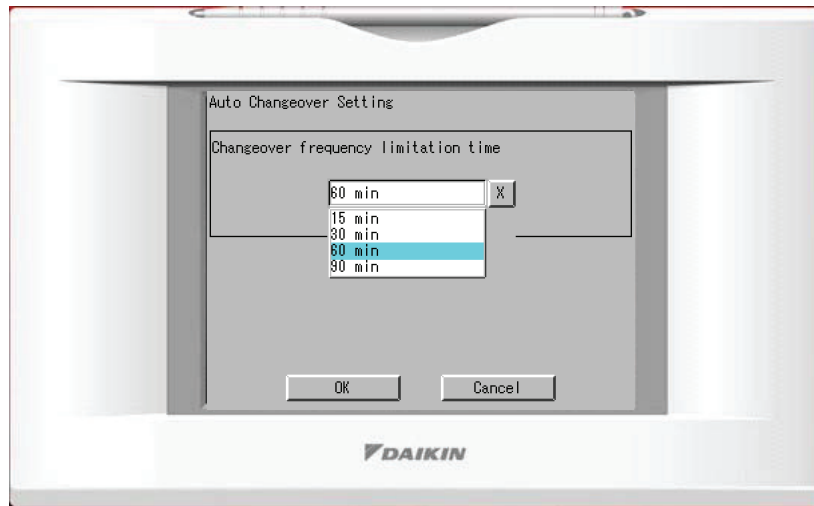 Auto Changeover Setting
Changeover frequency limitation time
60 min X
15 min
30 min
60 min
90 min
OK Cancel
DAIKIN